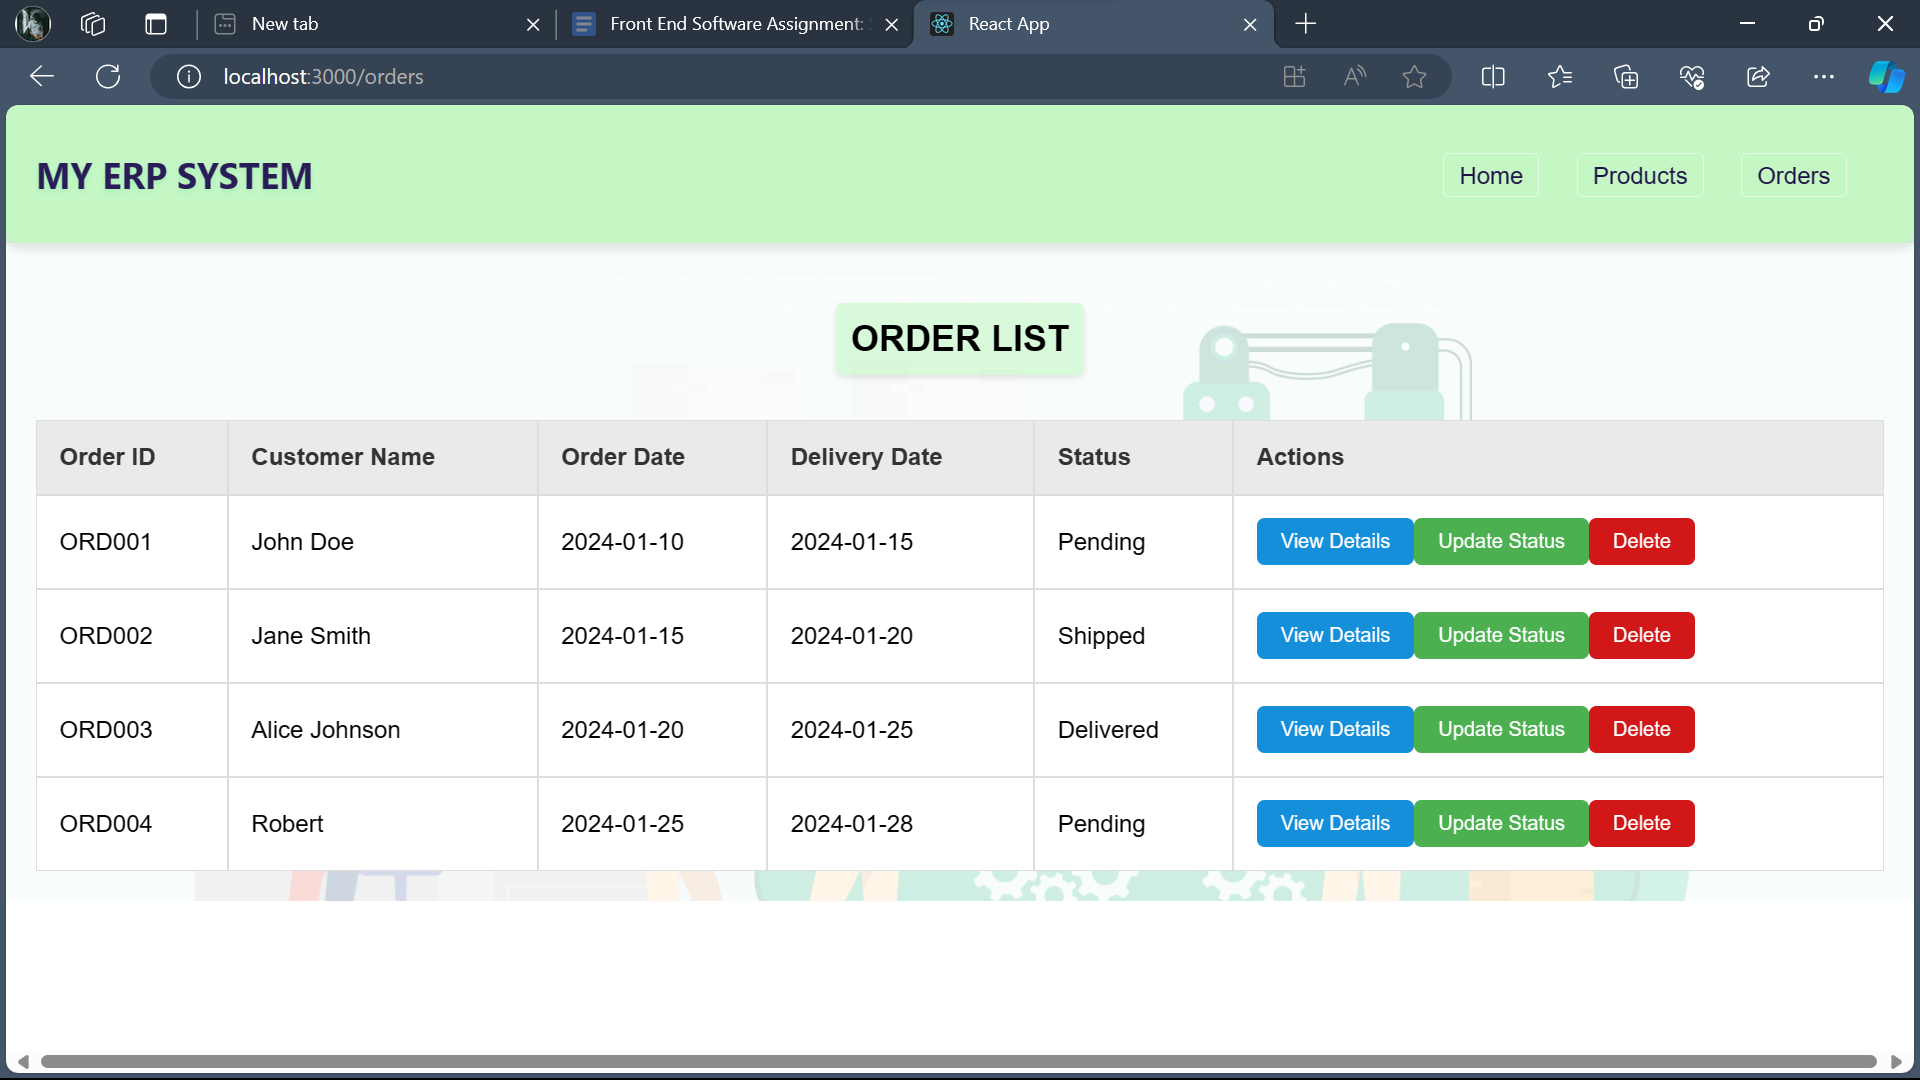 New tab
Front End Software Assignment:
React App
localhost:3000/orders
MY ERP SYSTEM
Home Products Orders
ORDER LIST
Order ID Customer Name Order Date Delivery Date Status Actions
ORD001 John Doe 2024-01-10 2024-01-15 Pending View Details Update Status Delete
ORD002 Jane Smith 2024-01-15 2024-01-20 Shipped View Details Update Status Delete
ORD003 Alice Johnson 2024-01-20 2024-01-25 Delivered View Details Update Status Delete
ORD004 Robert 2024-01-25 2024-01-28 Pending View Details Update Status Delete